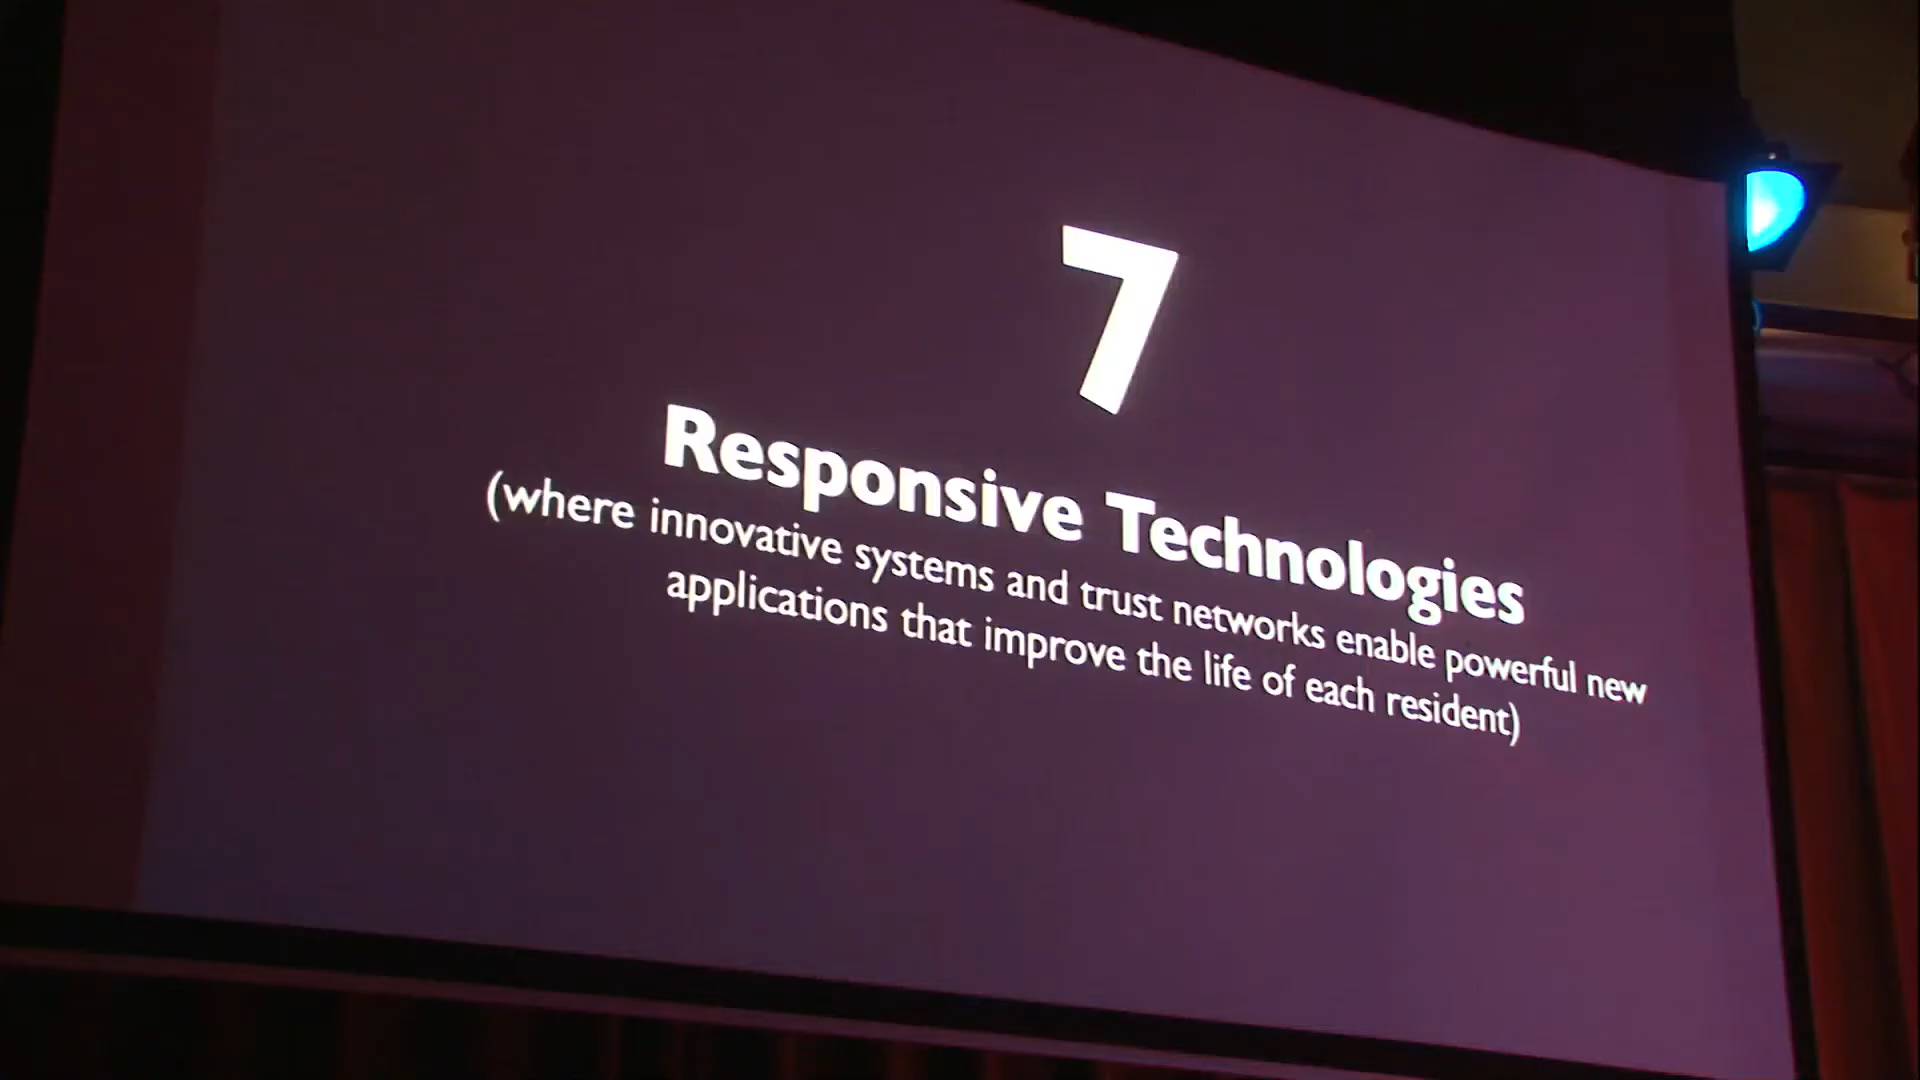 7
Responsive Technologies
(where innovative systems and trust networks enable powerful new
applications that improve the life of each resident)